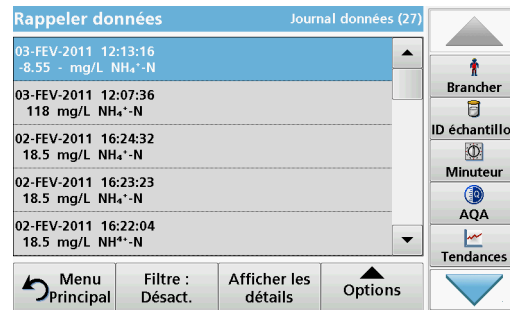 Rappeler données
Journal données (27)
03-FEV-2011 12:13:16
-8.55 - mg/L NH₄⁺-N
03-FEV-2011 12:07:36
118 mg/L NH₄⁺-N
02-FEV-2011 16:24:32
18.5 mg/L NH₄⁺-N
02-FEV-2011 16:23:23
18.5 mg/L NH₄⁺-N
02-FEV-2011 16:22:04
18.5 mg/L NH⁴⁺-N
Menu
Principal
Filtre :
Désact.
Afficher les
détails
Options
Brancher
ID échantillo
Minuteur
AQA
Tendances